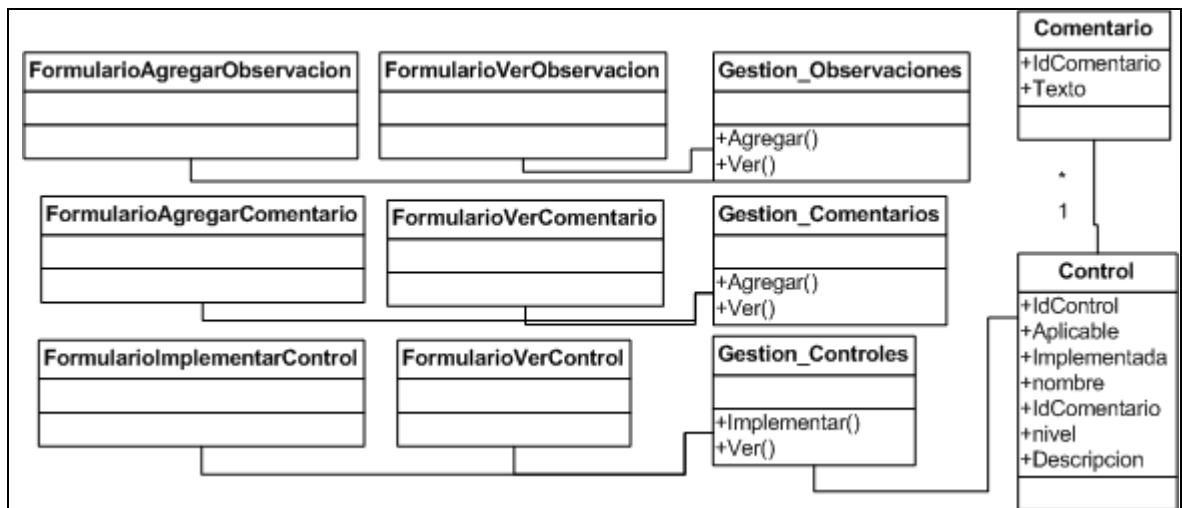 Comentario
+IdComentario
+Texto
FormularioAgregarObservacion
FormularioVerObservacion
Gestion_Observaciones
+Agregar()
+Ver()
*
1
FormularioAgregarComentario
FormularioVerComentario
Gestion_Comentarios
+Agregar()
+Ver()
Control
+IdControl
+Aplicable
+Implementada
+nombre
+IdComentario
+nivel
+Descripcion
FormularioImplementarControl
FormularioVerControl
Gestion_Controles
+Implementar()
+Ver()